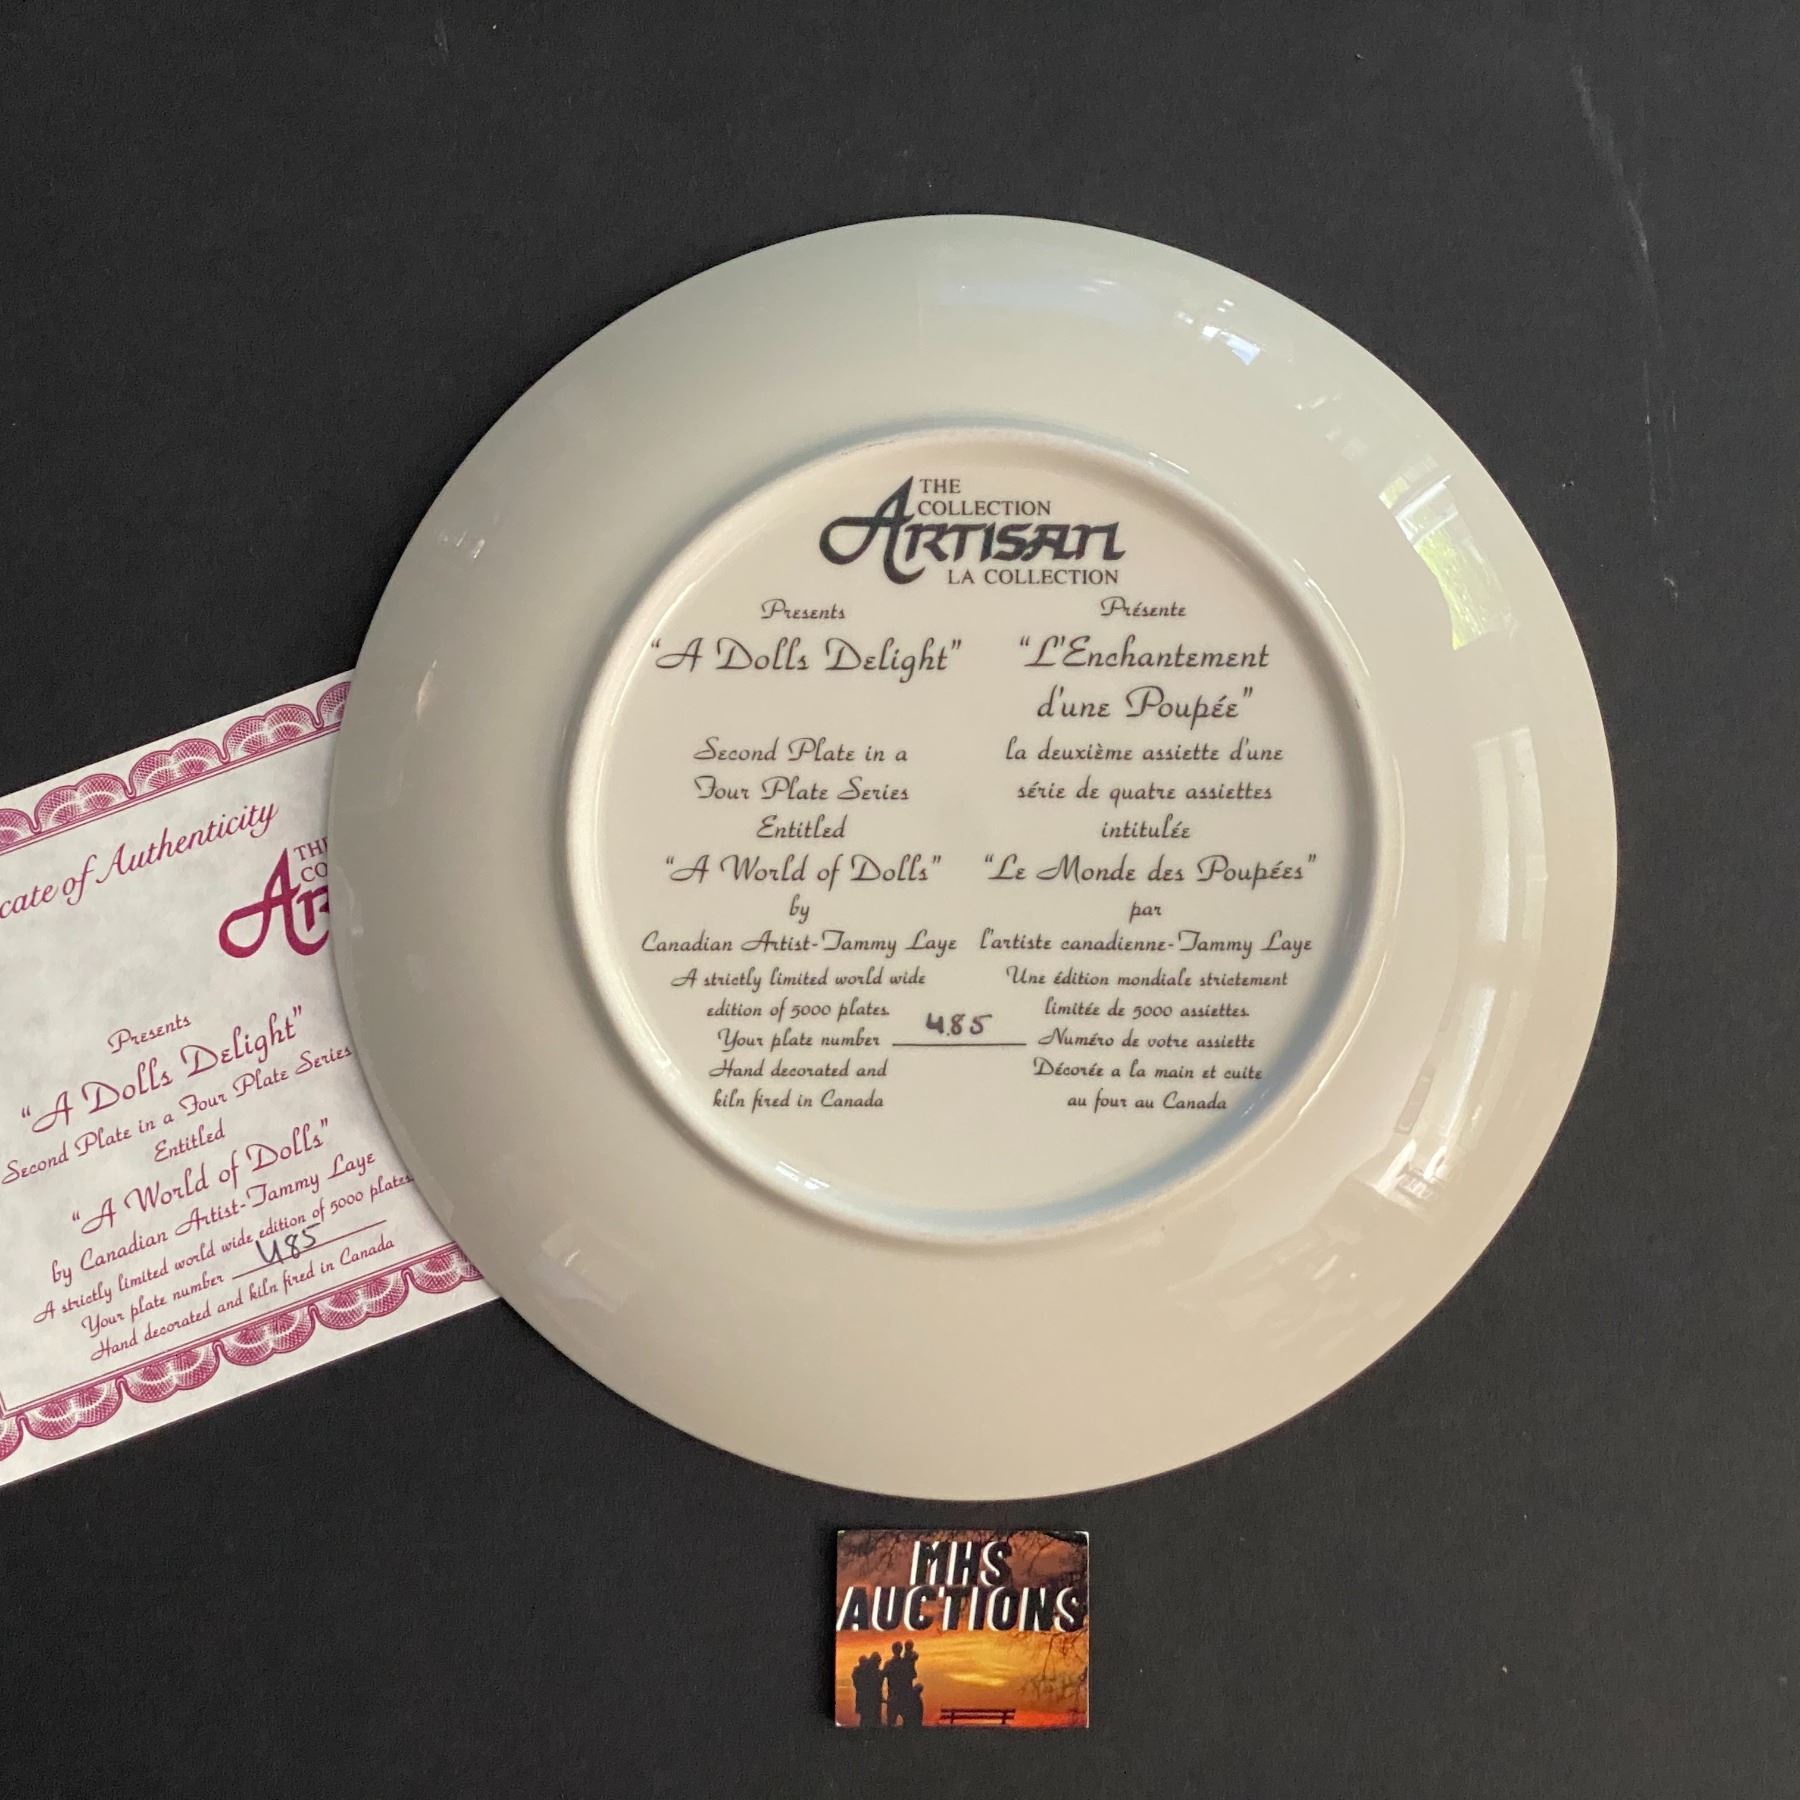 THE
COLLECTION
ARTISAN
LA COLLECTION
Presents
"A Dolls Delight"
Second Plate in a
Four Plate Series
Entitled
"A World of Dolls"
by
Canadian Artist-Tammy Laye
A strictly limited world wide
edition of 5000 plates.
Your plate number 485
Hand decorated and
kiln fired in Canada
Présente
"L'Enchantement
d'une Poupée"
la deuxième assiette d'une
série de quatre assiettes
intitulée
"Le Monde des Poupées"
par
l'artiste canadienne-Tammy Laye
Une édition mondiale strictement
limitée de 5000 assiettes.
Numéro de votre assiette
Décorée a la main et cuite
au four au Canada
cate of Authenticity
TH
CO
AR
Presents
"A Dolls Delight"
Second Plate in a Four Plate Series
Entitled
"A World of Dolls"
by Canadian Artist-Tammy Laye
A strictly limited world wide edition of 5000 plates.
Your plate number 485
Hand decorated and kiln fired in Canada
MHS
AUCTIONS